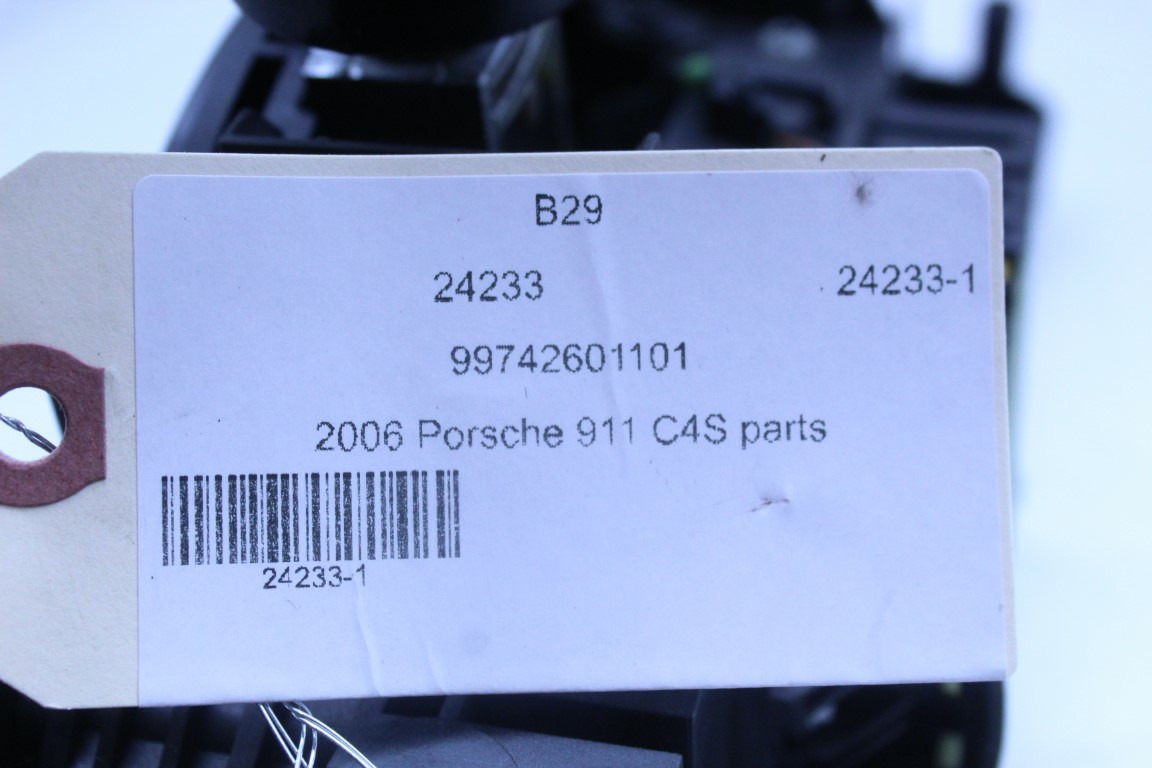 B29
24233 24233-1
99742601101
2006 Porsche 911 C4S parts
24233-1